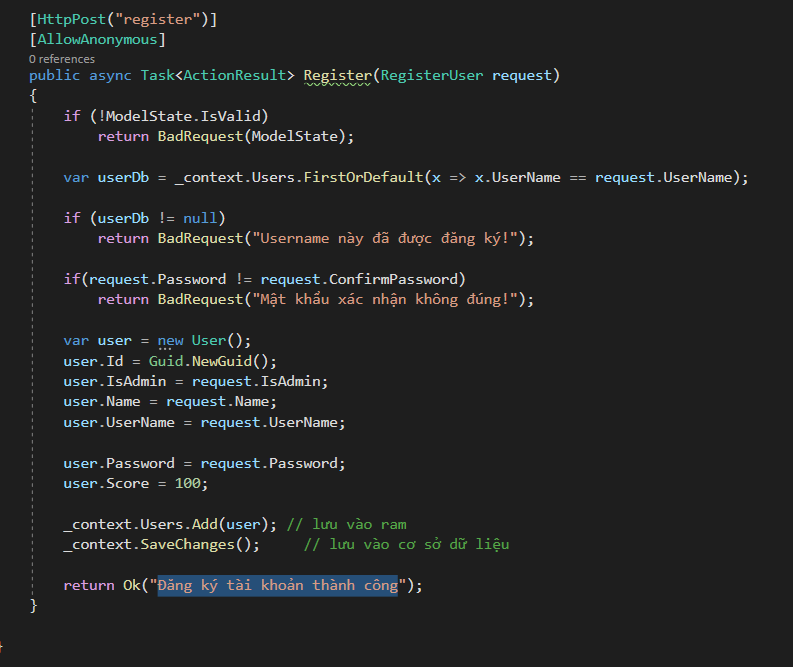 [HttpPost("register")]
[AllowAnonymous]
0 references
public async Task<ActionResult> Register(RegisterUser request)
{
if (!ModelState.IsValid)
return BadRequest(ModelState);
var userDb = _context.Users.FirstOrDefault(x => x.UserName == request.UserName);
if (userDb != null)
return BadRequest("Username này đã được đăng ký!");
if(request.Password != request.ConfirmPassword)
return BadRequest("Mật khẩu xác nhận không đúng!");
var user = new User();
user.Id = Guid.NewGuid();
user.IsAdmin = request.IsAdmin;
user.Name = request.Name;
user.UserName = request.UserName;
user.Password = request.Password;
user.Score = 100;
_context.Users.Add(user); // lưu vào ram
_context.SaveChanges(); // lưu vào cơ sở dữ liệu
return Ok("Đăng ký tài khoản thành công");
}
}